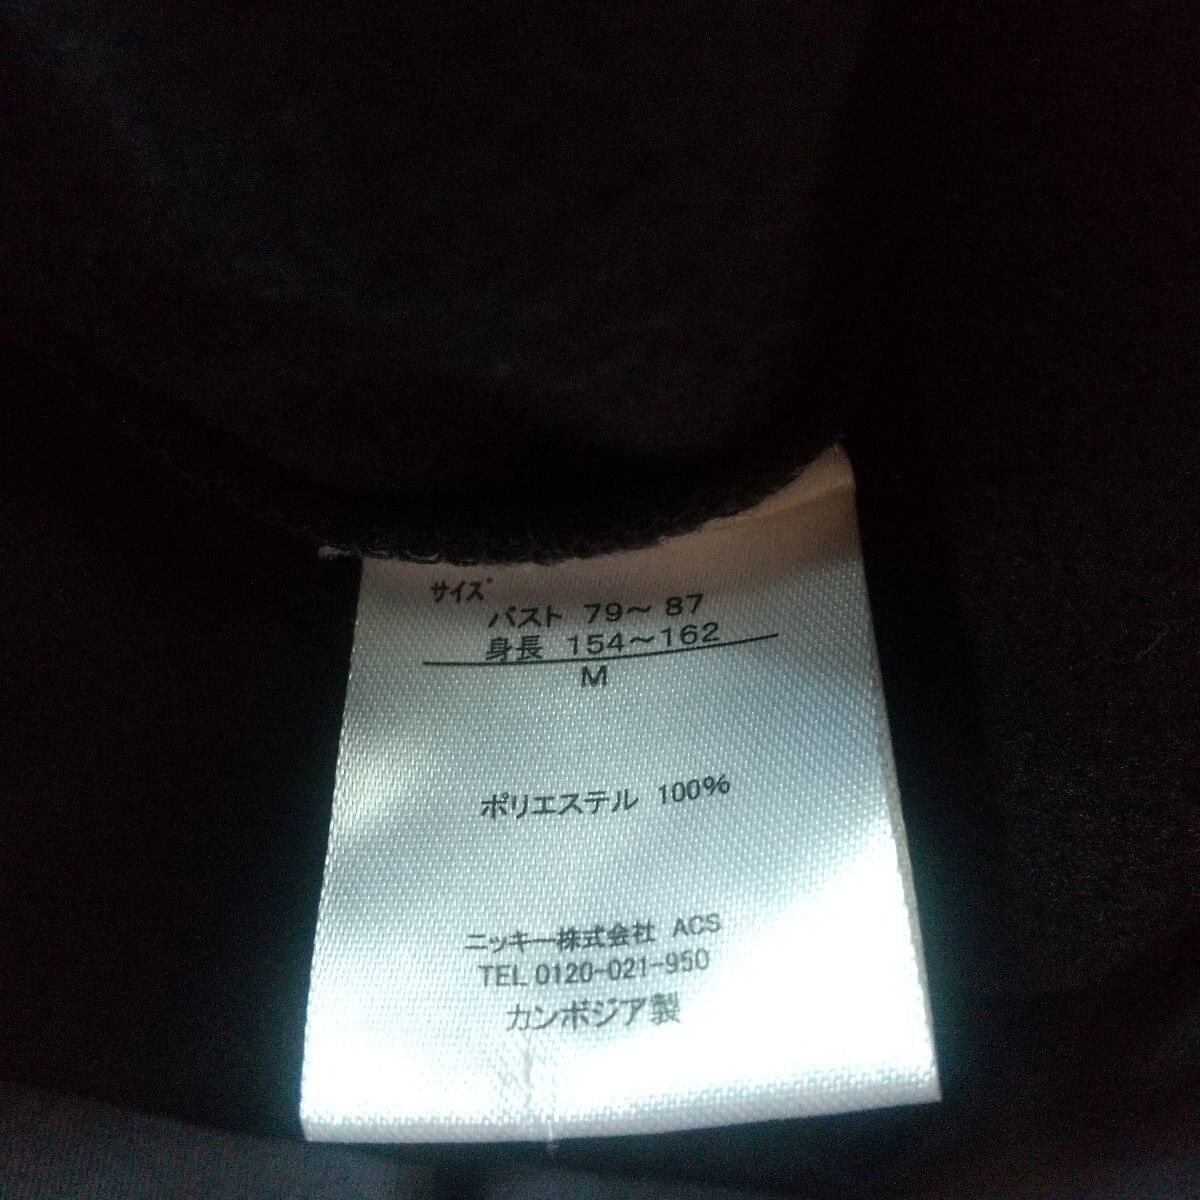 サイズ
バスト 79～87
身長 154～162
M
ポリエステル 100%
ニッキー株式会社 ACS
TEL 0120-021-950
カンボジア製